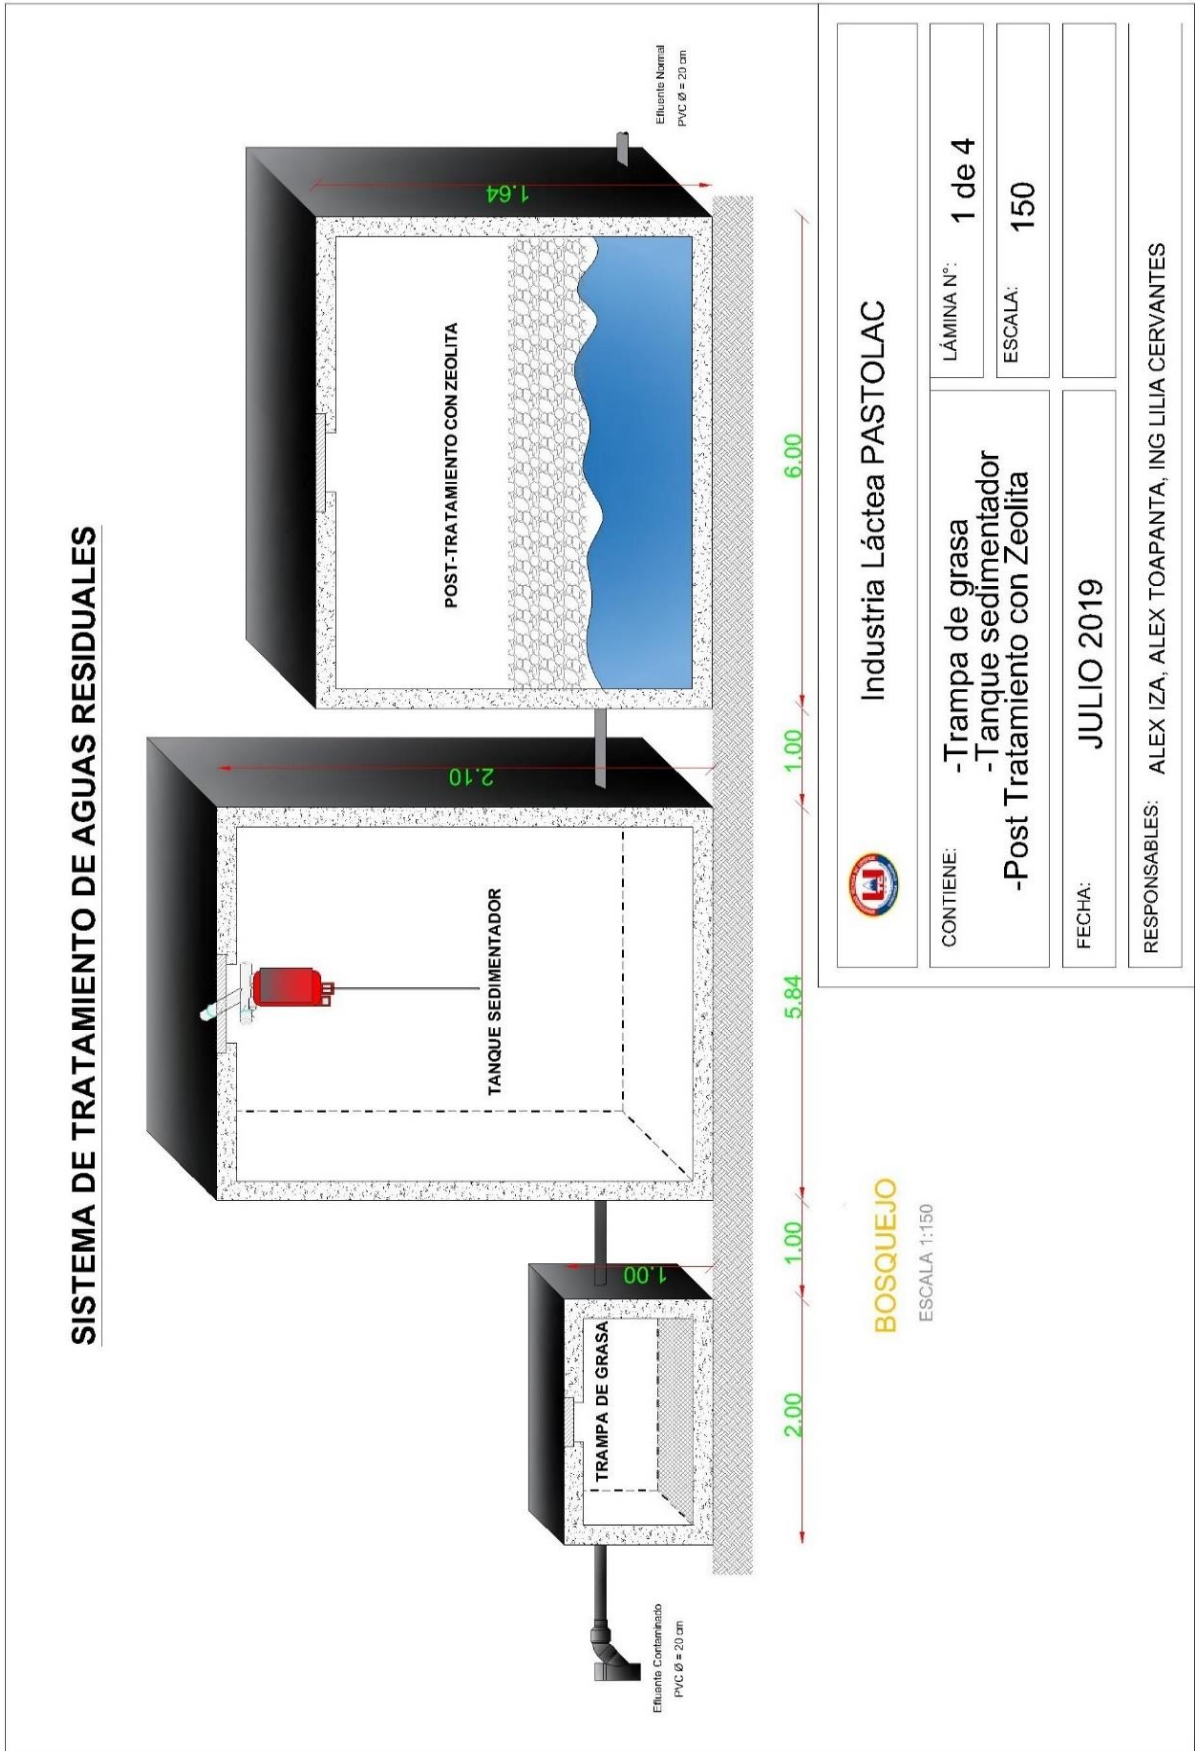 SISTEMA DE TRATAMIENTO DE AGUAS RESIDUALES
Efluente Contaminado
PVC Ø = 20 cm
TRAMPA DE GRASA
1.00
TANQUE SEDIMENTADOR
2.10
POST-TRATAMIENTO CON ZEOLITA
1.64
Efluente Normal
PVC Ø = 20 cm
2.00
1.00
5.84
1.00
6.00
BOSQUEJO
ESCALA 1:150
Industria Láctea PASTOLAC
CONTIENE:
-Trampa de grasa
-Tanque sedimentador
-Post Tratamiento con Zeolita
LÁMINA N°: 1 de 4
ESCALA: 150
FECHA: JULIO 2019
RESPONSABLES: ALEX IZA, ALEX TOAPANTA, ING LILIA CERVANTES